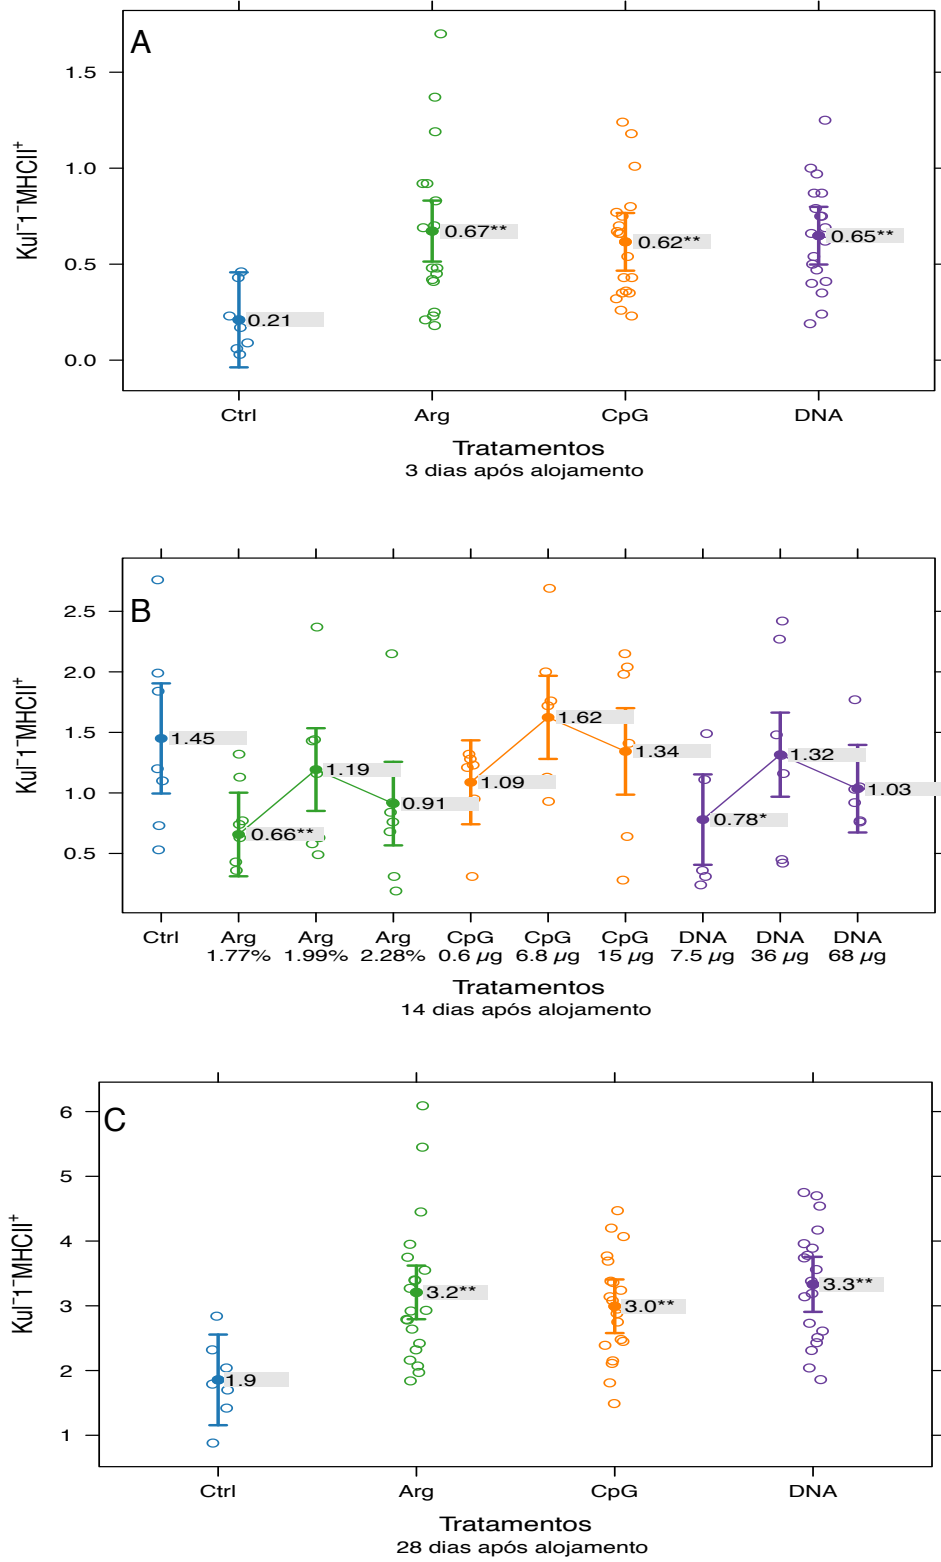 A
1.5
1.0
0.5
0.0
Kul⁻1⁻MHCII⁺
0.67**
0.62**
0.65**
0.21
Ctrl Arg CpG DNA
Tratamentos
3 dias após alojamento
B
2.5
2.0
1.5
1.0
0.5
Kul⁻1⁻MHCII⁺
1.45
0.66**
1.19
0.91
1.09
1.62
1.34
0.78*
1.32
1.03
Ctrl Arg Arg Arg CpG CpG CpG DNA DNA DNA
1.77% 1.99% 2.28% 0.6 µg 6.8 µg 15 µg 7.5 µg 36 µg 68 µg
Tratamentos
14 dias após alojamento
C
6
5
4
3
2
1
Kul⁻1⁻MHCII⁺
1.9
3.2**
3.0**
3.3**
Ctrl Arg CpG DNA
Tratamentos
28 dias após alojamento